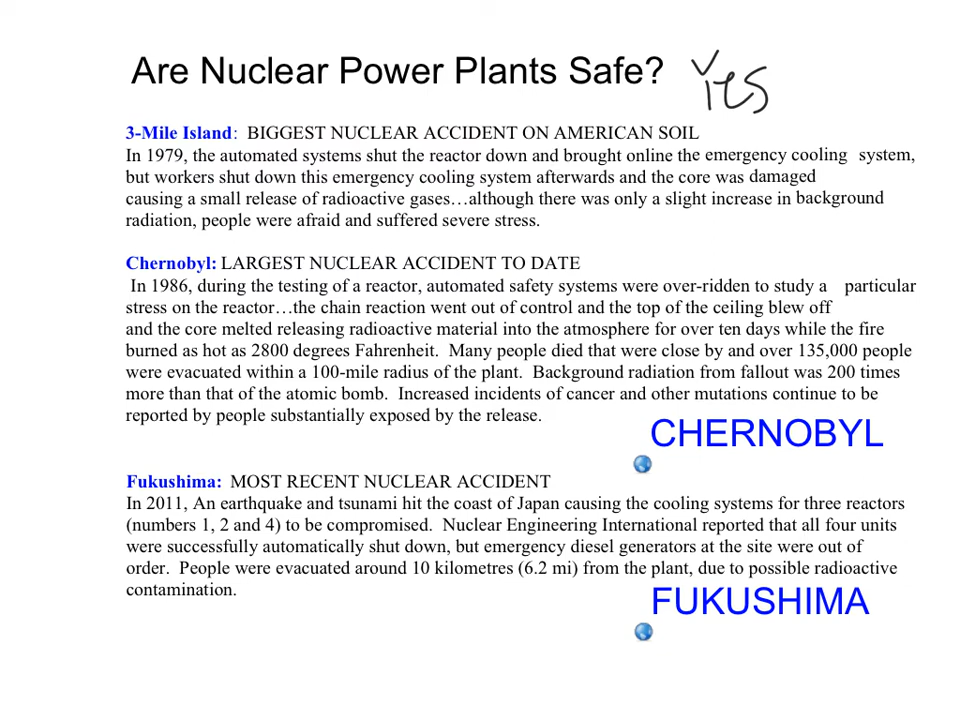 Are Nuclear Power Plants Safe? Yes
3-Mile Island: BIGGEST NUCLEAR ACCIDENT ON AMERICAN SOIL
In 1979, the automated systems shut the reactor down and brought online the emergency cooling system,
but workers shut down this emergency cooling system afterwards and the core was damaged
causing a small release of radioactive gases…although there was only a slight increase in background
radiation, people were afraid and suffered severe stress.
Chernobyl: LARGEST NUCLEAR ACCIDENT TO DATE
In 1986, during the testing of a reactor, automated safety systems were over-ridden to study a particular
stress on the reactor…the chain reaction went out of control and the top of the ceiling blew off
and the core melted releasing radioactive material into the atmosphere for over ten days while the fire
burned as hot as 2800 degrees Fahrenheit. Many people died that were close by and over 135,000 people
were evacuated within a 100-mile radius of the plant. Background radiation from fallout was 200 times
more than that of the atomic bomb. Increased incidents of cancer and other mutations continue to be
reported by people substantially exposed by the release.
CHERNOBYL
Fukushima: MOST RECENT NUCLEAR ACCIDENT
In 2011, An earthquake and tsunami hit the coast of Japan causing the cooling systems for three reactors
(numbers 1, 2 and 4) to be compromised. Nuclear Engineering International reported that all four units
were successfully automatically shut down, but emergency diesel generators at the site were out of
order. People were evacuated around 10 kilometres (6.2 mi) from the plant, due to possible radioactive
contamination.
FUKUSHIMA